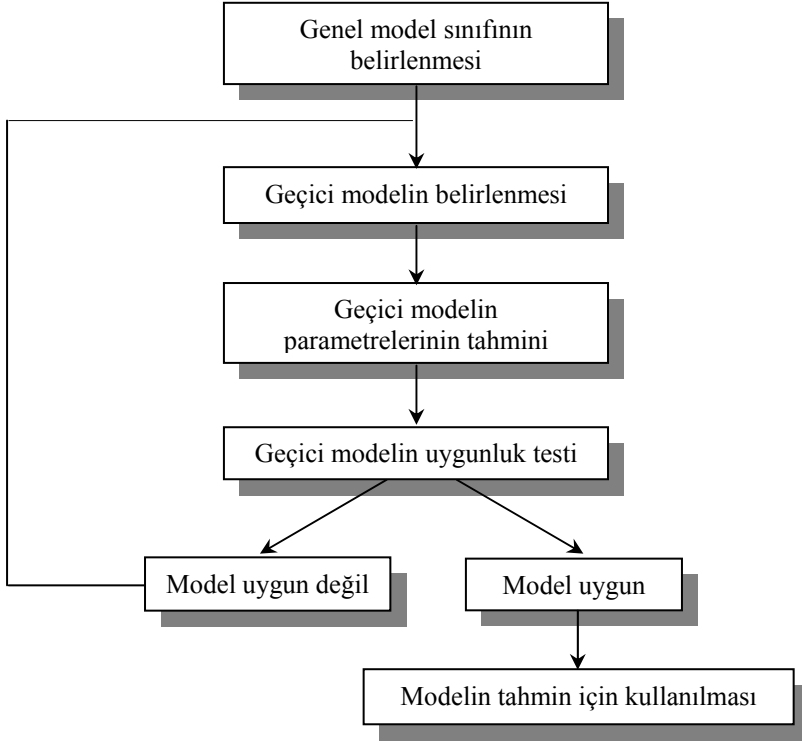 Genel model sınıfının
belirlenmesi
Geçici modelin belirlenmesi
Geçici modelin
parametrelerinin tahmini
Geçici modelin uygunluk testi
Model uygun değil
Model uygun
Modelin tahmin için kullanılması